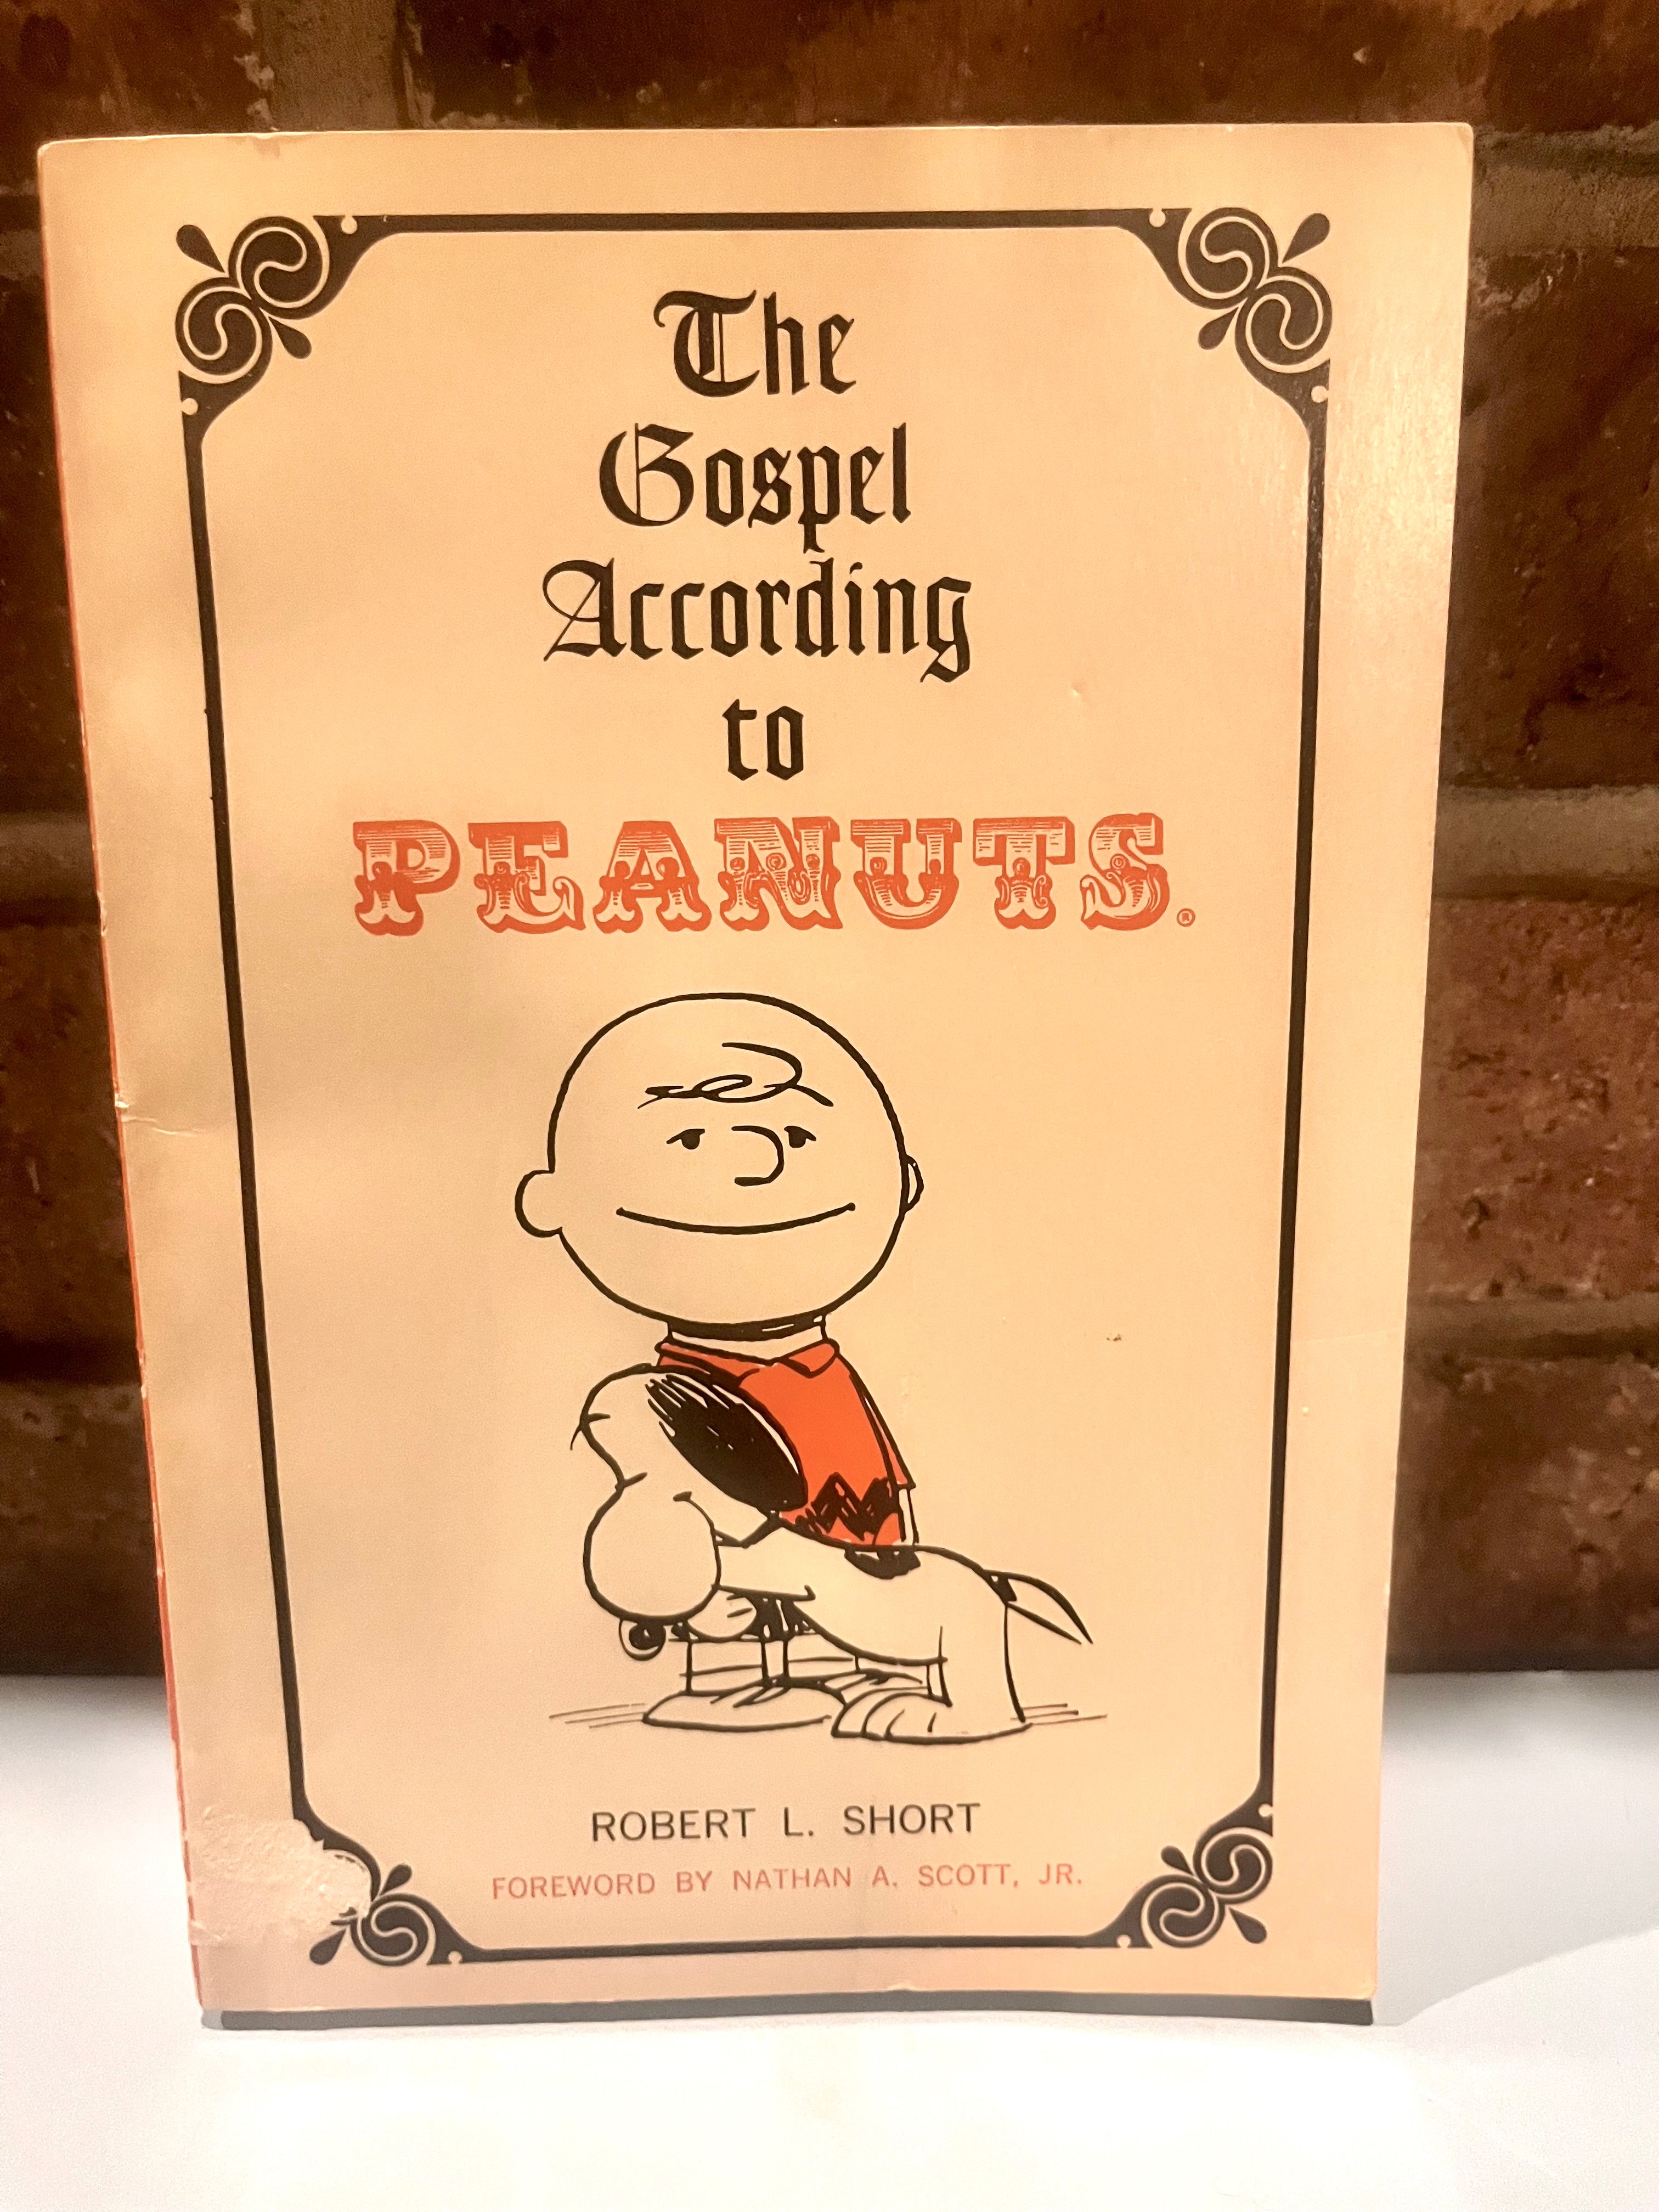 The
Gospel
According
to
PEANUTS.®
ROBERT L. SHORT
FOREWORD BY NATHAN A. SCOTT, JR.